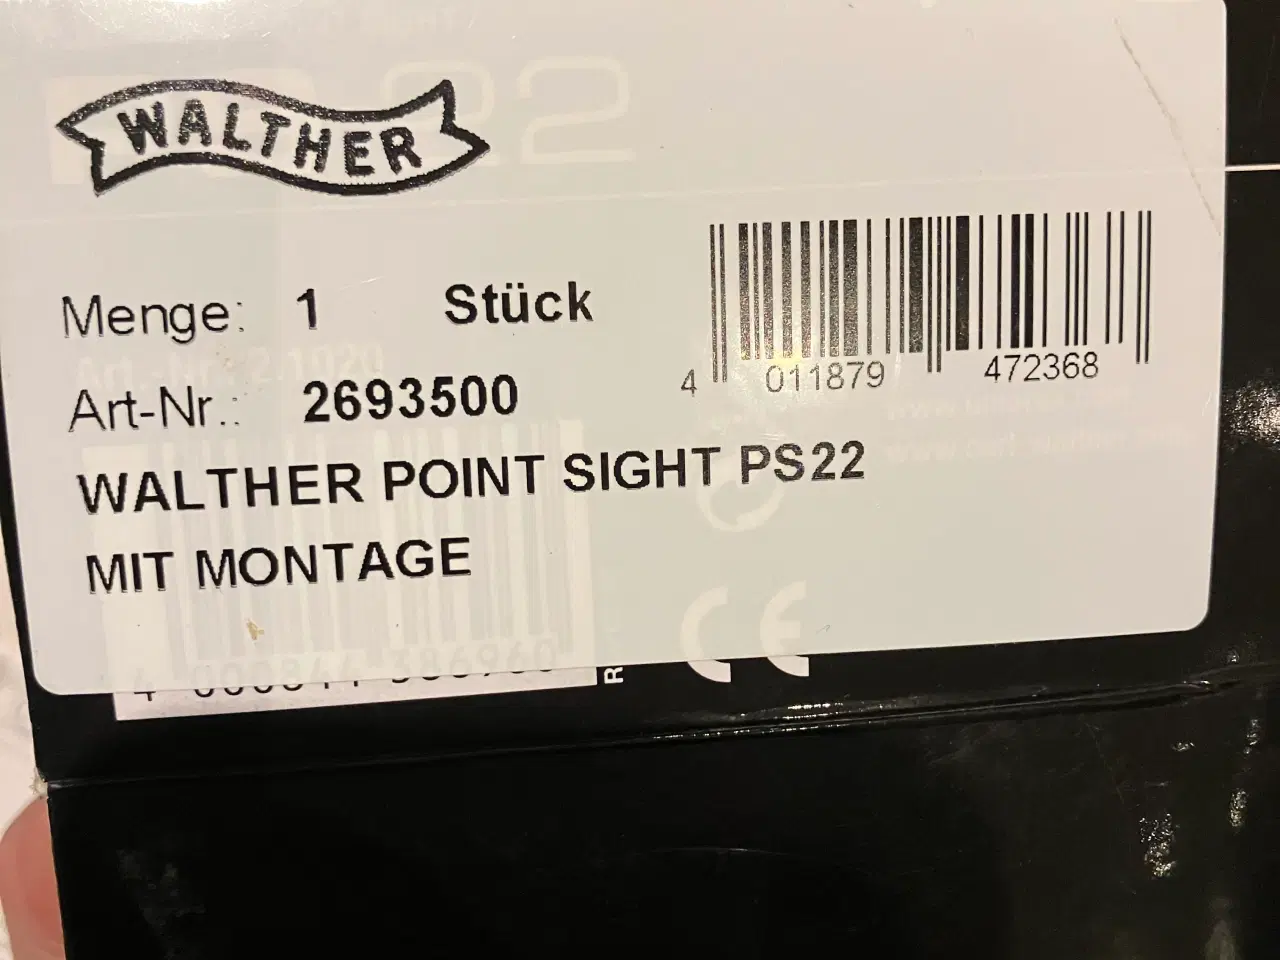 WALTHER
Menge: 1 Stück
4 011879 472368
Art-Nr.: 2693500
WALTHER POINT SIGHT PS22
MIT MONTAGE
CE